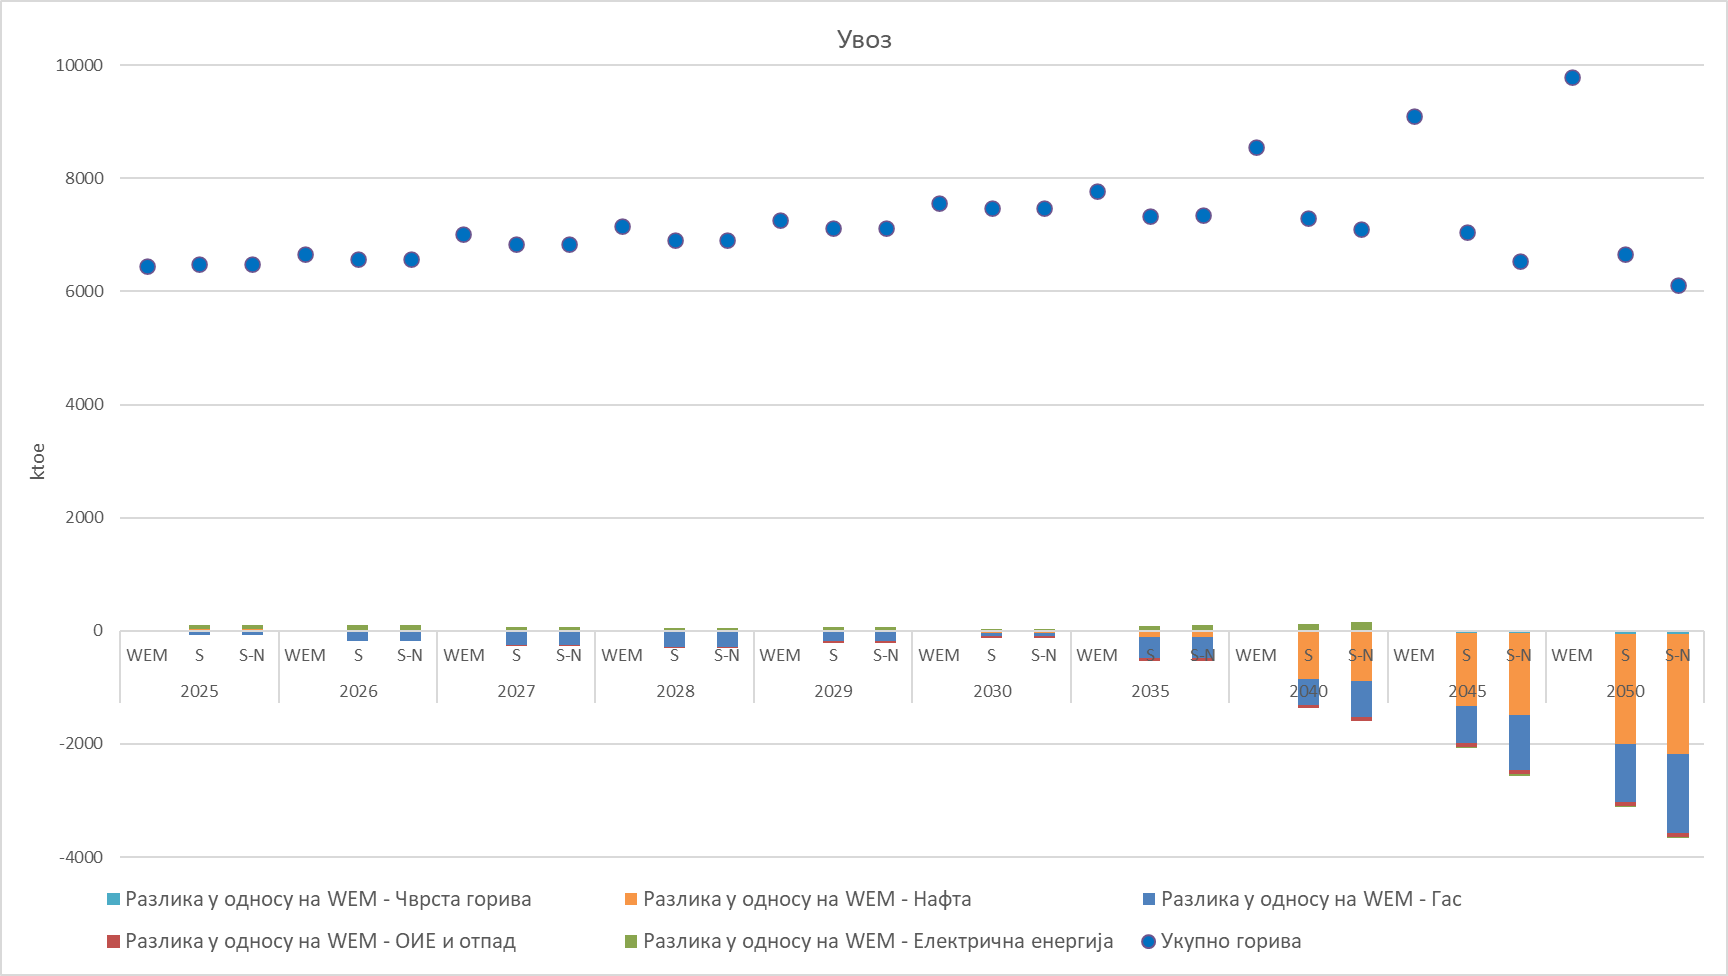 Увоз
10000
8000
6000
4000
2000
0
-2000
-4000
ktoe
WEM S S-N WEM S S-N WEM S S-N WEM S S-N WEM S S-N WEM S S-N WEM S S-N WEM S S-N WEM S S-N WEM S S-N
2025 2026 2027 2028 2029 2030 2035 2040 2045 2050
Разлика у односу на WEM - Чврста горива Разлика у односу на WEM - Нафта Разлика у односу на WEM - Гас
Разлика у односу на WEM - ОИЕ и отпад Разлика у односу на WEM - Електрична енергија Укупно горива